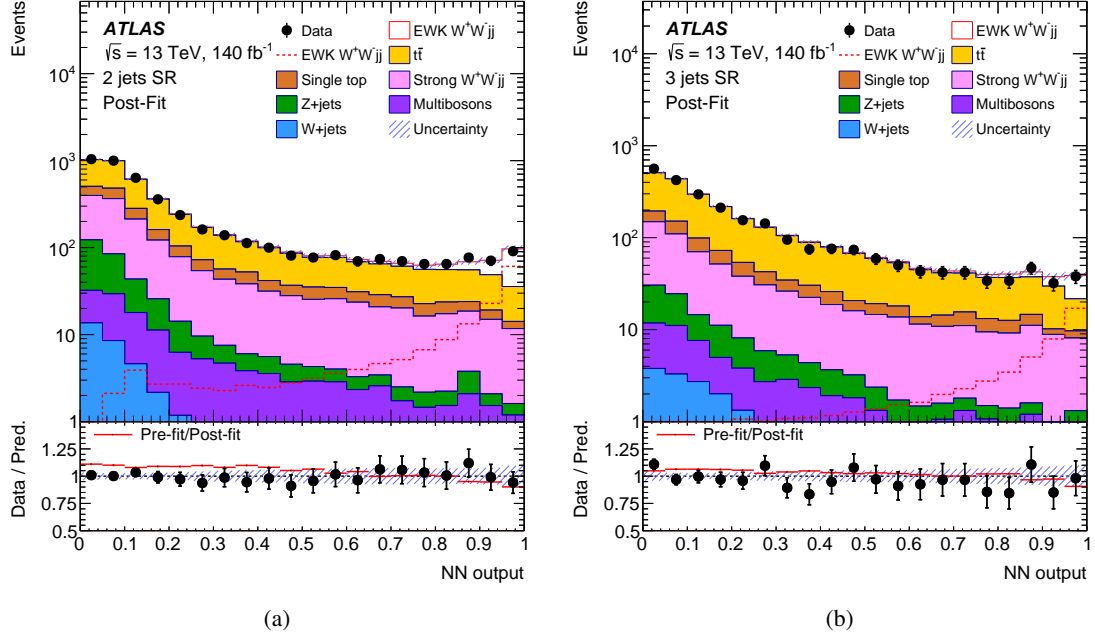 Events
ATLAS
√s = 13 TeV, 140 fb⁻¹
2 jets SR
Post-Fit
Data
EWK W⁺W⁻jj
EWK W⁺W⁻jj
tt̄
Single top
Strong W⁺W⁻jj
Z+jets
Multibosons
W+jets
Uncertainty
10⁴
10³
10²
10
1
Data / Pred.
Pre-fit/Post-fit
1.25
1
0.75
0.5
0 0.1 0.2 0.3 0.4 0.5 0.6 0.7 0.8 0.9 1
NN output
(a)
Events
ATLAS
√s = 13 TeV, 140 fb⁻¹
3 jets SR
Post-Fit
Data
EWK W⁺W⁻jj
EWK W⁺W⁻jj
tt̄
Single top
Strong W⁺W⁻jj
Z+jets
Multibosons
W+jets
Uncertainty
10⁴
10³
10²
10
1
Data / Pred.
Pre-fit/Post-fit
1.25
1
0.75
0.5
0 0.1 0.2 0.3 0.4 0.5 0.6 0.7 0.8 0.9 1
NN output
(b)